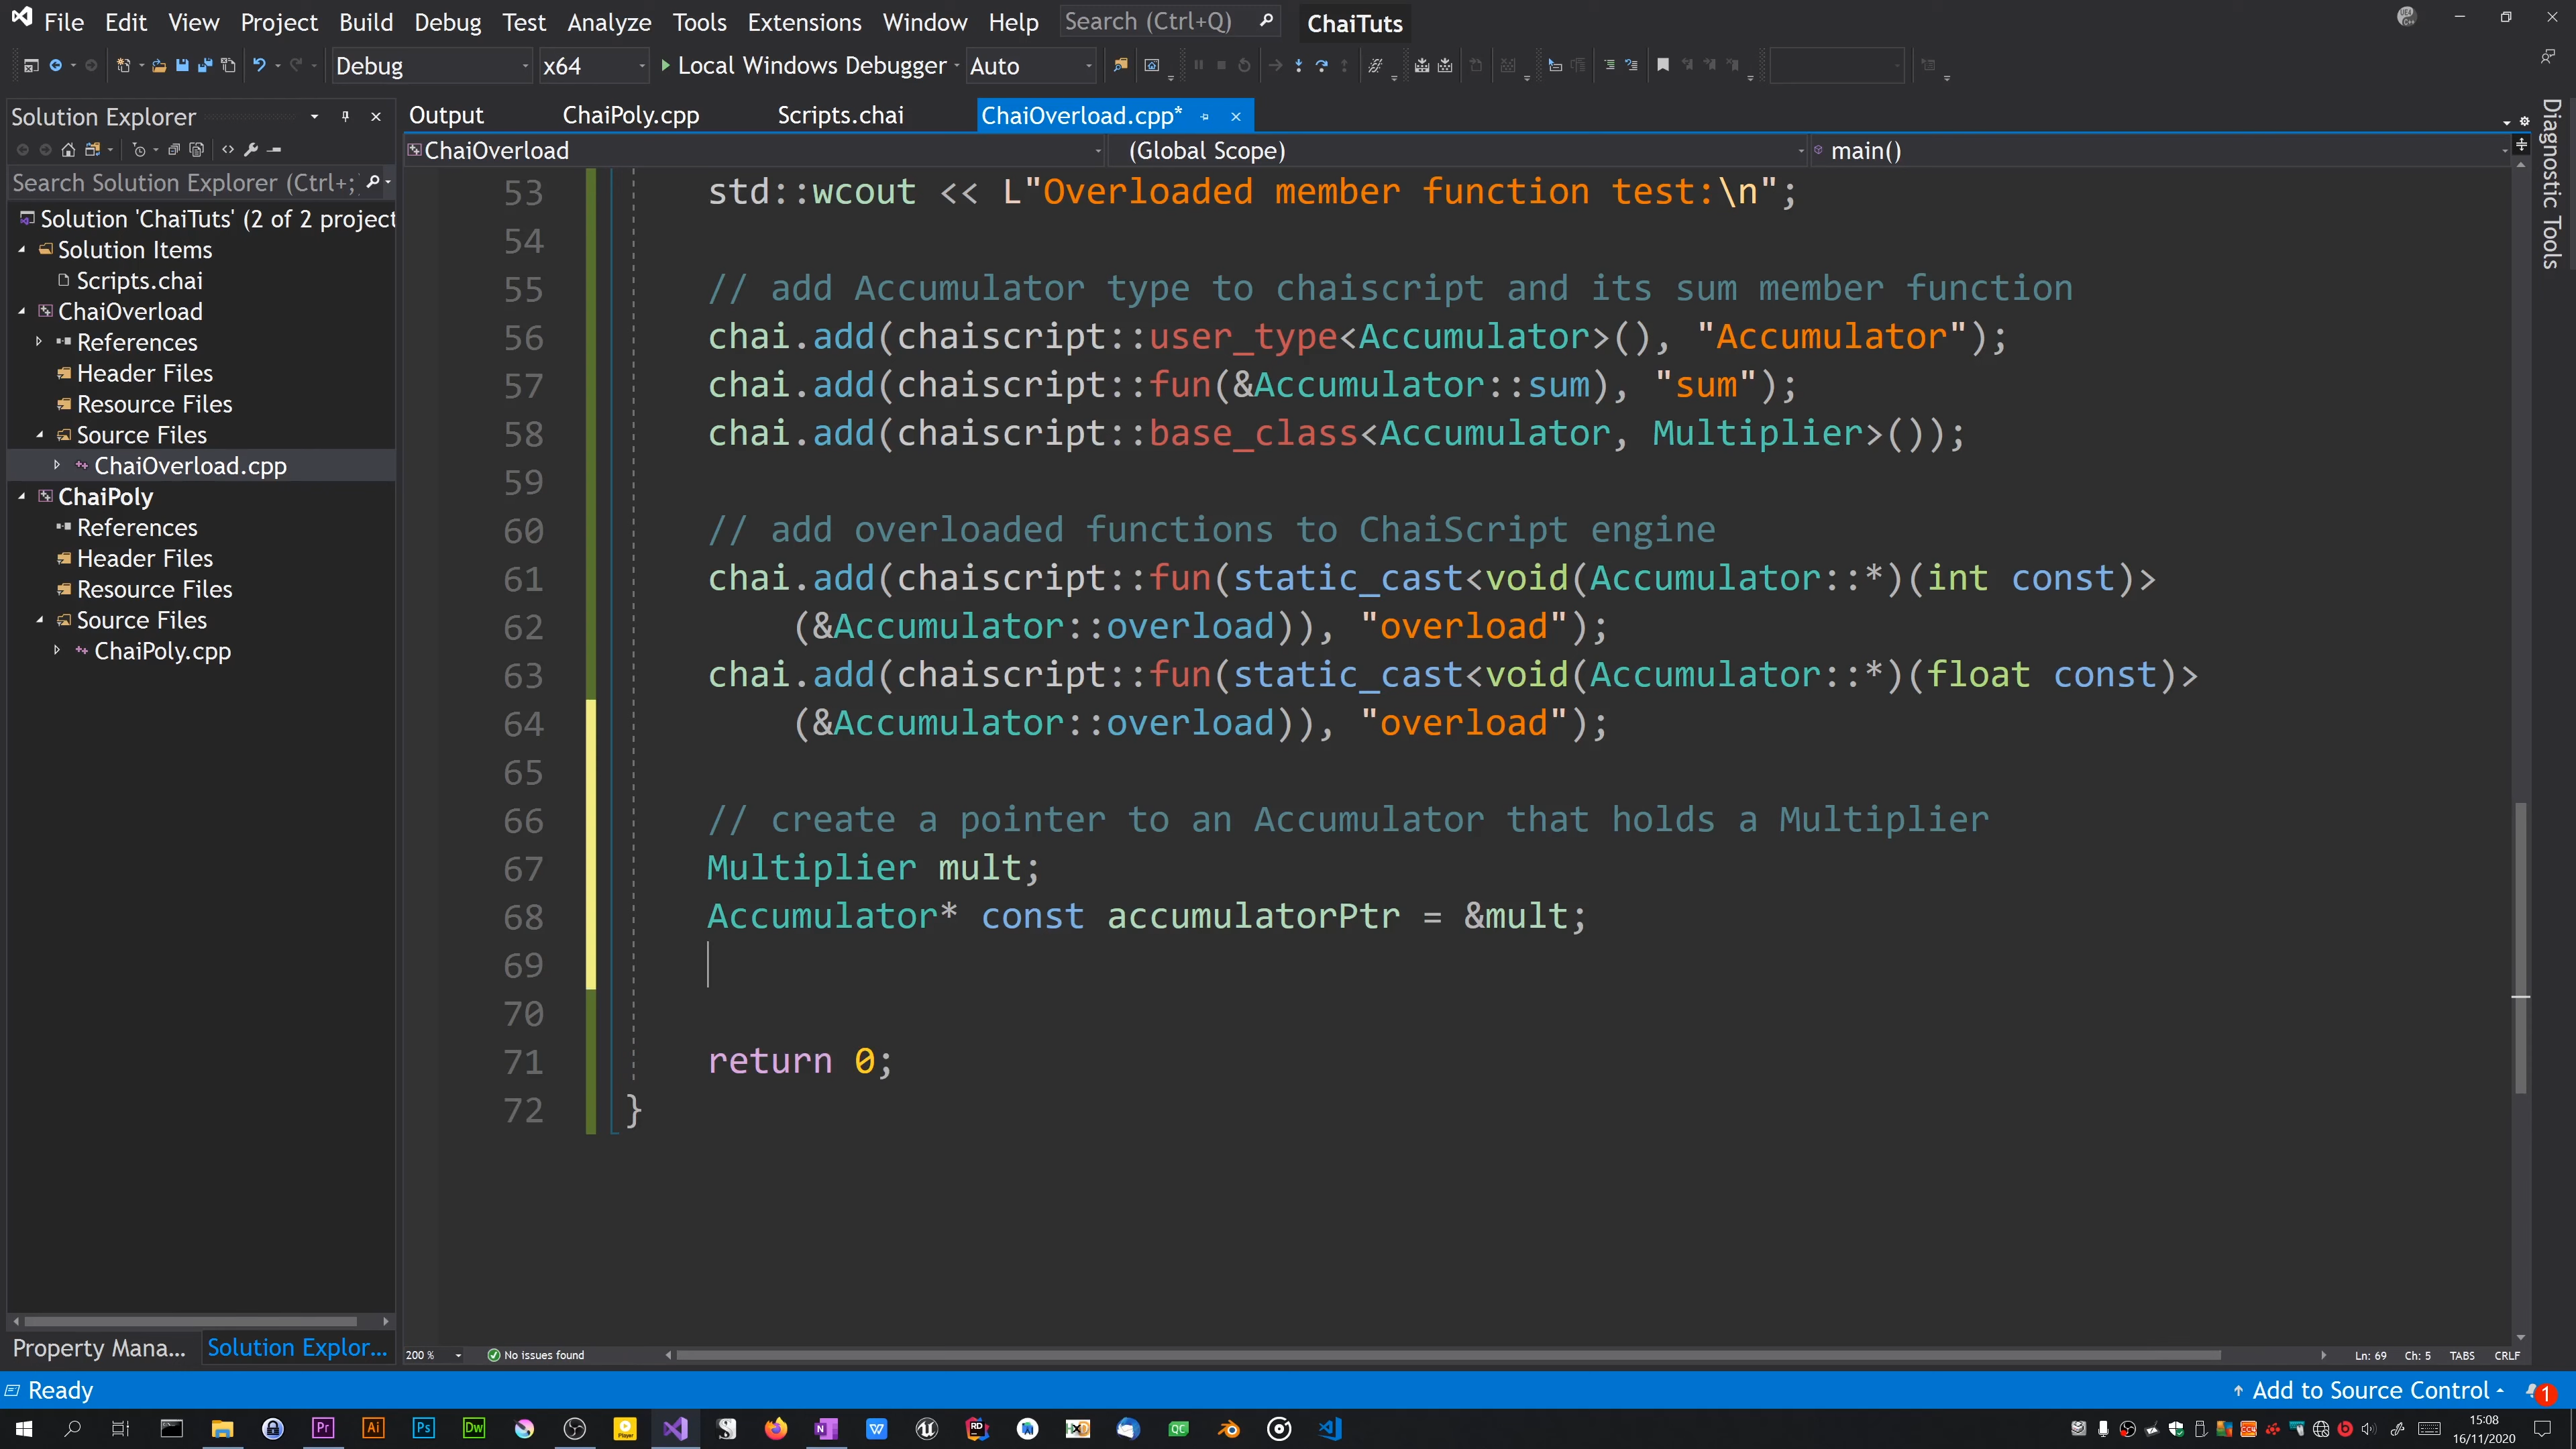 File Edit View Project Build Debug Test Analyze Tools Extensions Window Help Search (Ctrl+Q) ChaiTuts
Debug x64 Local Windows Debugger Auto
Solution Explorer
Output ChaiPoly.cpp Scripts.chai ChaiOverload.cpp*
ChaiOverload (Global Scope) main()
Search Solution Explorer (Ctrl+;
Solution 'ChaiTuts' (2 of 2 project
Solution Items
Scripts.chai
ChaiOverload
References
Header Files
Resource Files
Source Files
ChaiOverload.cpp
ChaiPoly
References
Header Files
Resource Files
Source Files
ChaiPoly.cpp
Property Mana... Solution Explor...
53 std::wcout << L"Overloaded member function test:\n";
54
55 // add Accumulator type to chaiscript and its sum member function
56 chai.add(chaiscript::user_type<Accumulator>(), "Accumulator");
57 chai.add(chaiscript::fun(&Accumulator::sum), "sum");
58 chai.add(chaiscript::base_class<Accumulator, Multiplier>());
59
60 // add overloaded functions to ChaiScript engine
61 chai.add(chaiscript::fun(static_cast<void(Accumulator::*)(int const)>
62 (&Accumulator::overload)), "overload");
63 chai.add(chaiscript::fun(static_cast<void(Accumulator::*)(float const)>
64 (&Accumulator::overload)), "overload");
65
66 // create a pointer to an Accumulator that holds a Multiplier
67 Multiplier mult;
68 Accumulator* const accumulatorPtr = &mult;
69
70
71 return 0;
72 }
Diagnostic Tools
200 % No issues found Ln: 69 Ch: 5 TABS CRLF
Ready Add to Source Control 1
Pr Ai Ps Dw Player N W RD QC
15:08
16/11/2020